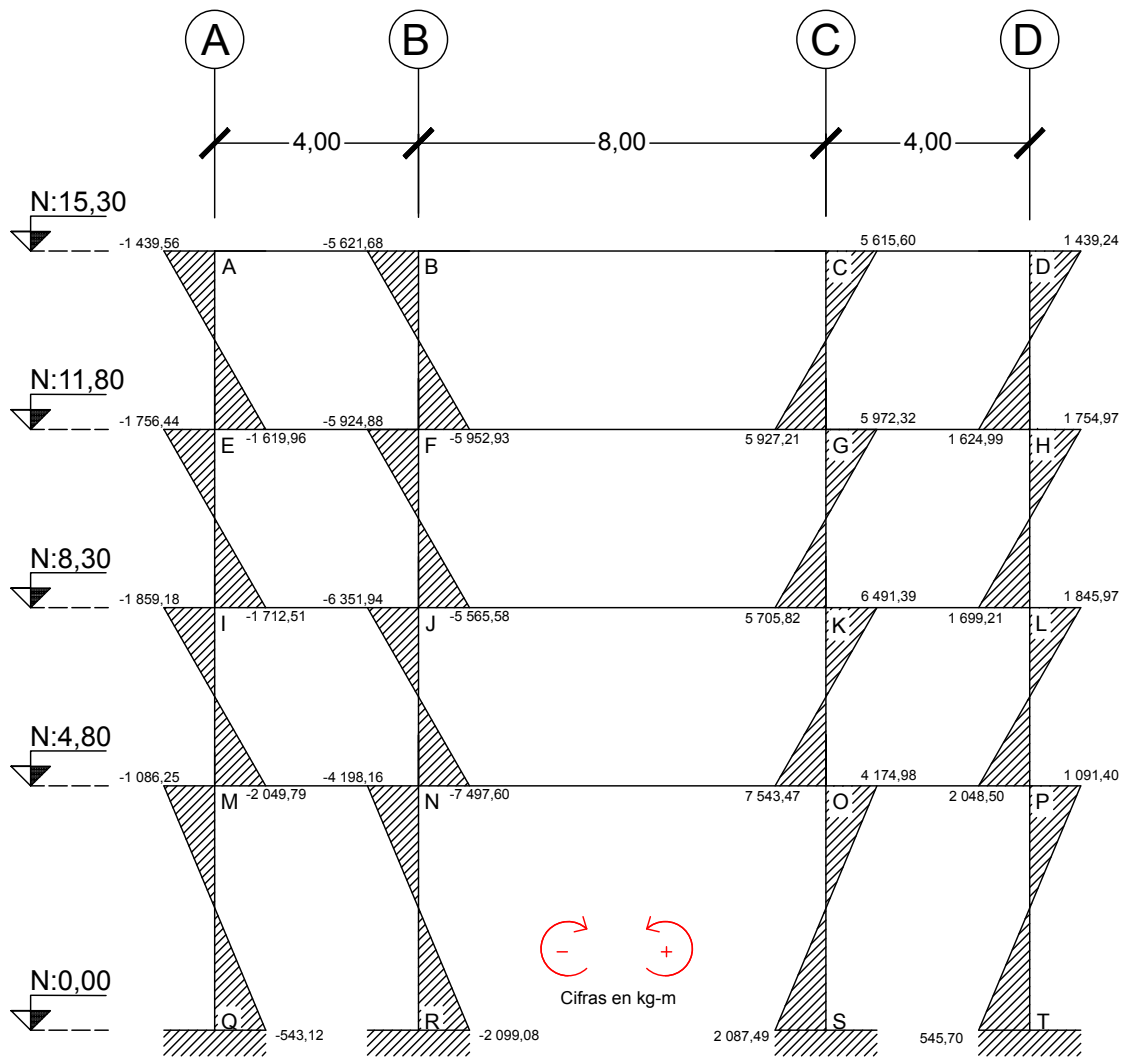 A B C D
4,00 8,00 4,00
N:15,30
-1 439,56 -5 621,68 5 615,60 1 439,24
A B C D
N:11,80
-1 756,44 -5 924,88 5 972,32 1 754,97
E -1 619,96 F -5 952,93 5 927,21 G 1 624,99 H
N:8,30
-1 859,18 -6 351,94 6 491,39 1 845,97
I -1 712,51 J -5 565,58 5 705,82 K 1 699,21 L
N:4,80
-1 086,25 -4 198,16 4 174,98 1 091,40
M -2 049,79 N -7 497,60 7 543,47 O 2 048,50 P
− +
Cifras en kg-m
N:0,00
Q -543,12 R -2 099,08 2 087,49 S 545,70 T